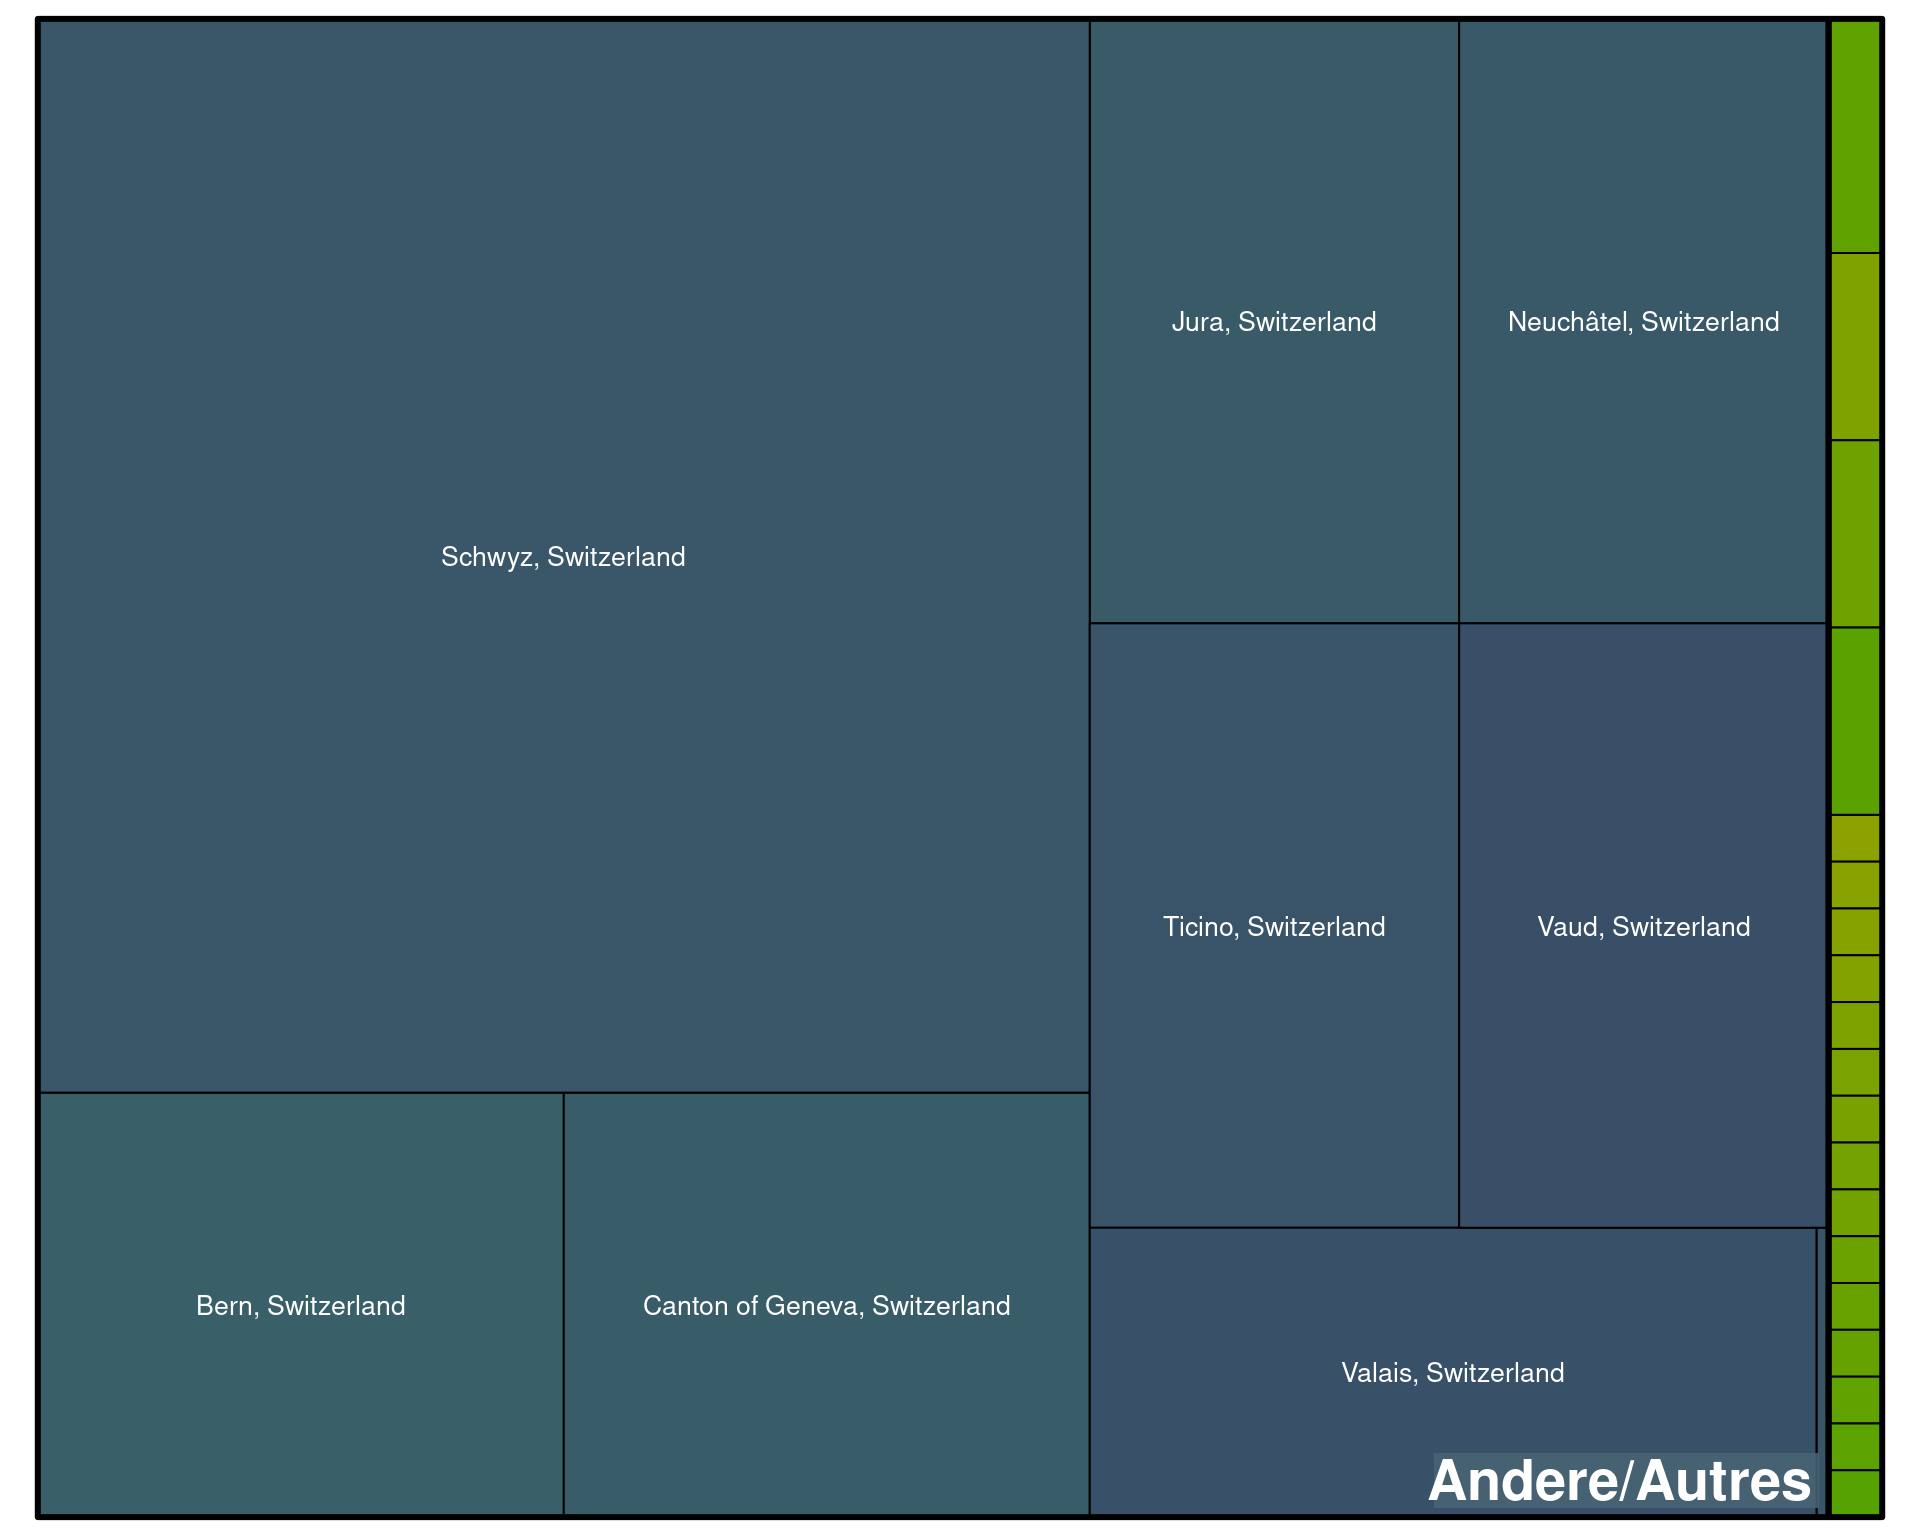 Jura, Switzerland
Neuchâtel, Switzerland
Schwyz, Switzerland
Ticino, Switzerland
Vaud, Switzerland
Bern, Switzerland
Canton of Geneva, Switzerland
Valais, Switzerland
Andere/Autres